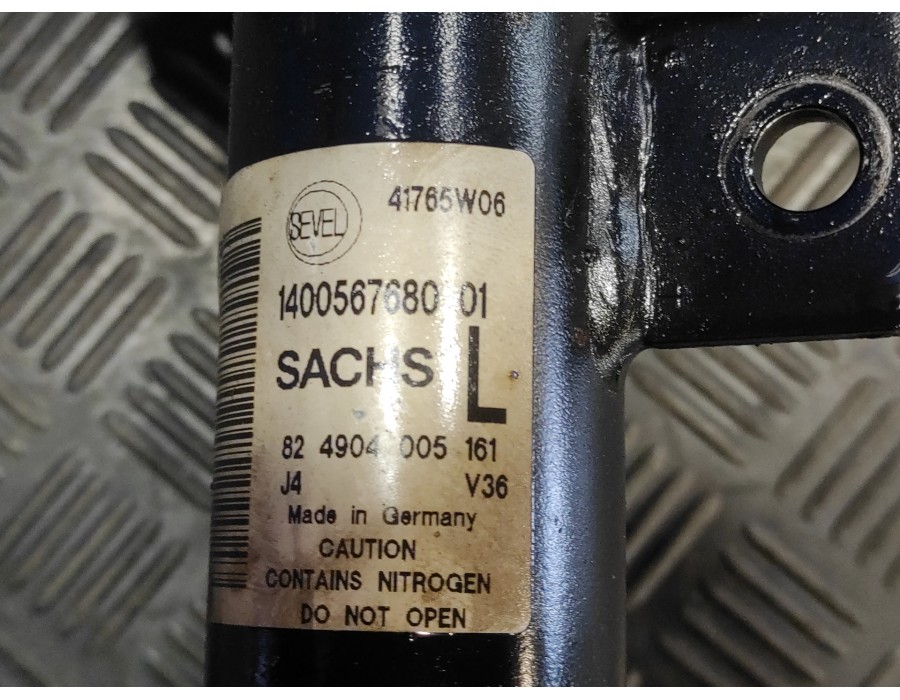 SEVEL
41765W06
1400567680 01
SACHS L
82 4904 005 161
J4 V36
Made in Germany
CAUTION
CONTAINS NITROGEN
DO NOT OPEN